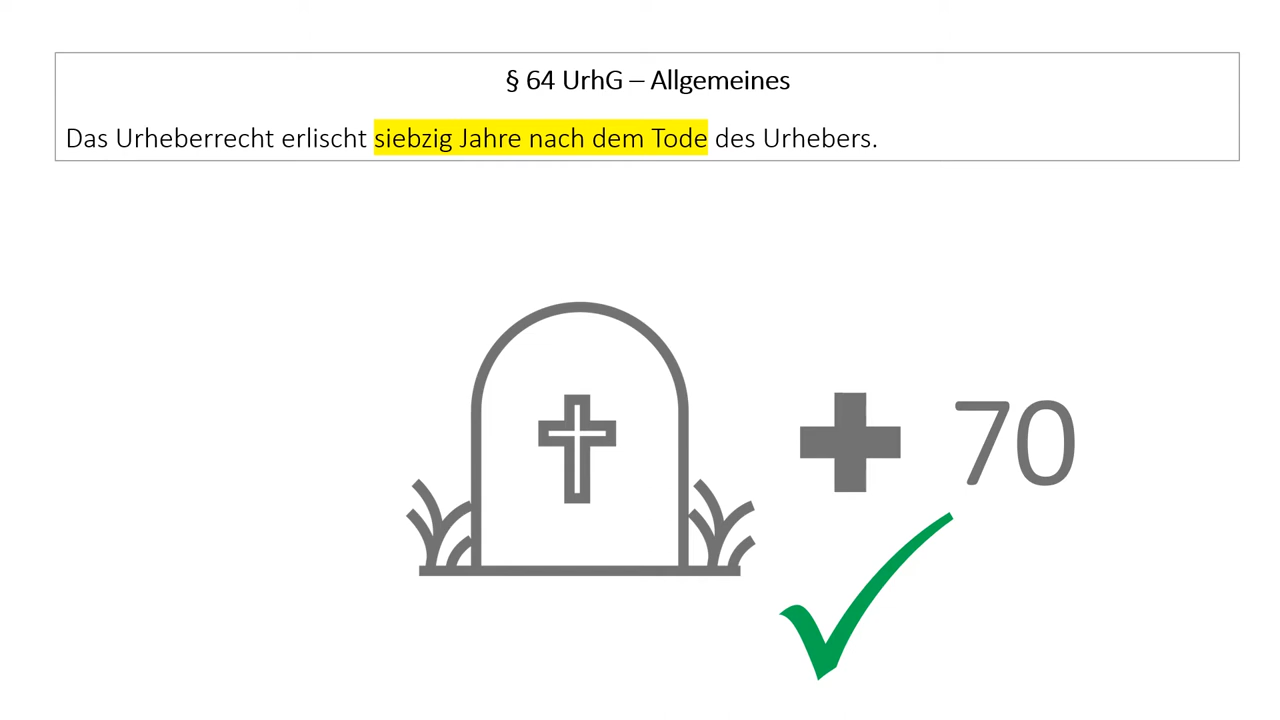 § 64 UrhG – Allgemeines
Das Urheberrecht erlischt siebzig Jahre nach dem Tode des Urhebers.
70